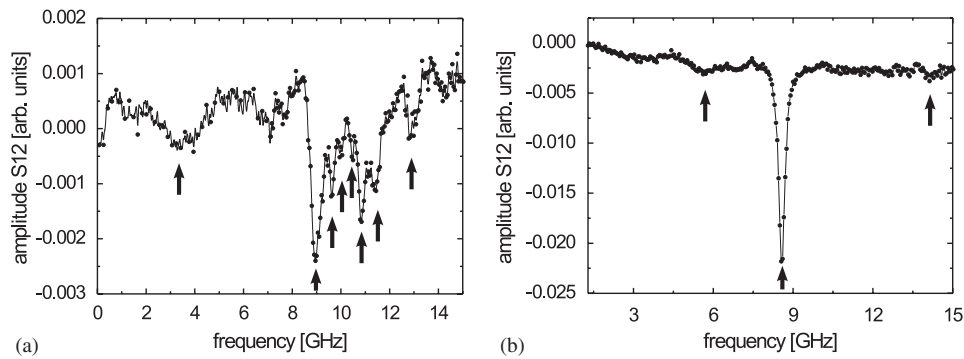 0.002
0.001
0.000
-0.001
-0.002
-0.003
amplitude S12 [arb. units]
0 2 4 6 8 10 12 14
frequency [GHz]
(a)
0.000
-0.005
-0.010
-0.015
-0.020
-0.025
amplitude S12 [arb. units]
3 6 9 12 15
frequency [GHz]
(b)